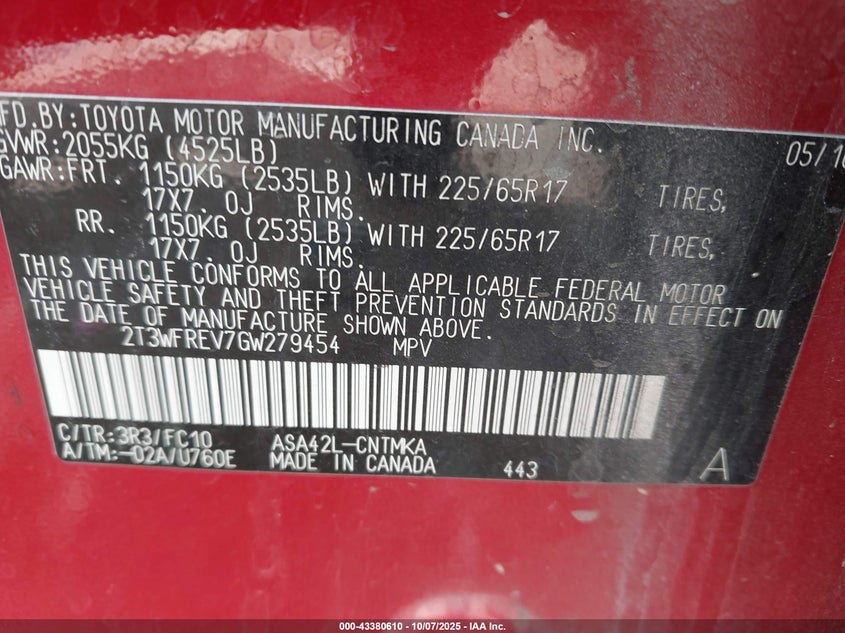 FD.BY:TOYOTA MOTOR MANUFACTURING CANADA INC.
GVWR:2055KG (4525LB) 05/16
GAWR:FRT. 1150KG (2535LB) WITH 225/65R17 TIRES,
17X7. OJ RIMS.
RR. 1150KG (2535LB) WITH 225/65R17 TIRES,
17X7. OJ RIMS.
THIS VEHICLE CONFORMS TO ALL APPLICABLE FEDERAL MOTOR
VEHICLE SAFETY AND THEFT PREVENTION STANDARDS IN EFFECT ON
THE DATE OF MANUFACTURE SHOWN ABOVE.
2T3WFREV7GW279454 MPV
C/TR:3R3/FC10 ASA42L-CNTMKA
A/TM:-02A/U760E MADE IN CANADA 443 A
000-43380610 - 10/07/2025 - IAA Inc.